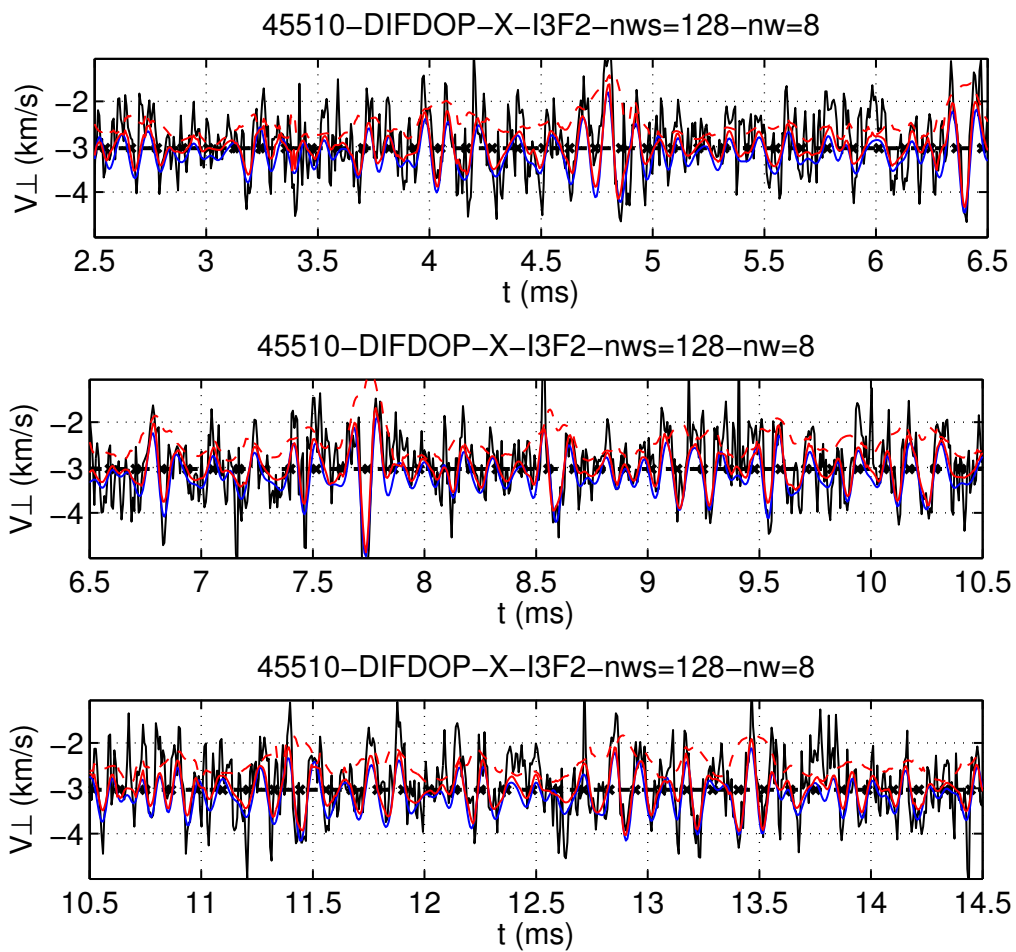 45510−DIFDOP−X−I3F2−nws=128−nw=8
V⊥ (km/s)
−2
−3
−4
2.5 3 3.5 4 4.5 5 5.5 6 6.5
t (ms)
45510−DIFDOP−X−I3F2−nws=128−nw=8
V⊥ (km/s)
−2
−3
−4
6.5 7 7.5 8 8.5 9 9.5 10 10.5
t (ms)
45510−DIFDOP−X−I3F2−nws=128−nw=8
V⊥ (km/s)
−2
−3
−4
10.5 11 11.5 12 12.5 13 13.5 14 14.5
t (ms)